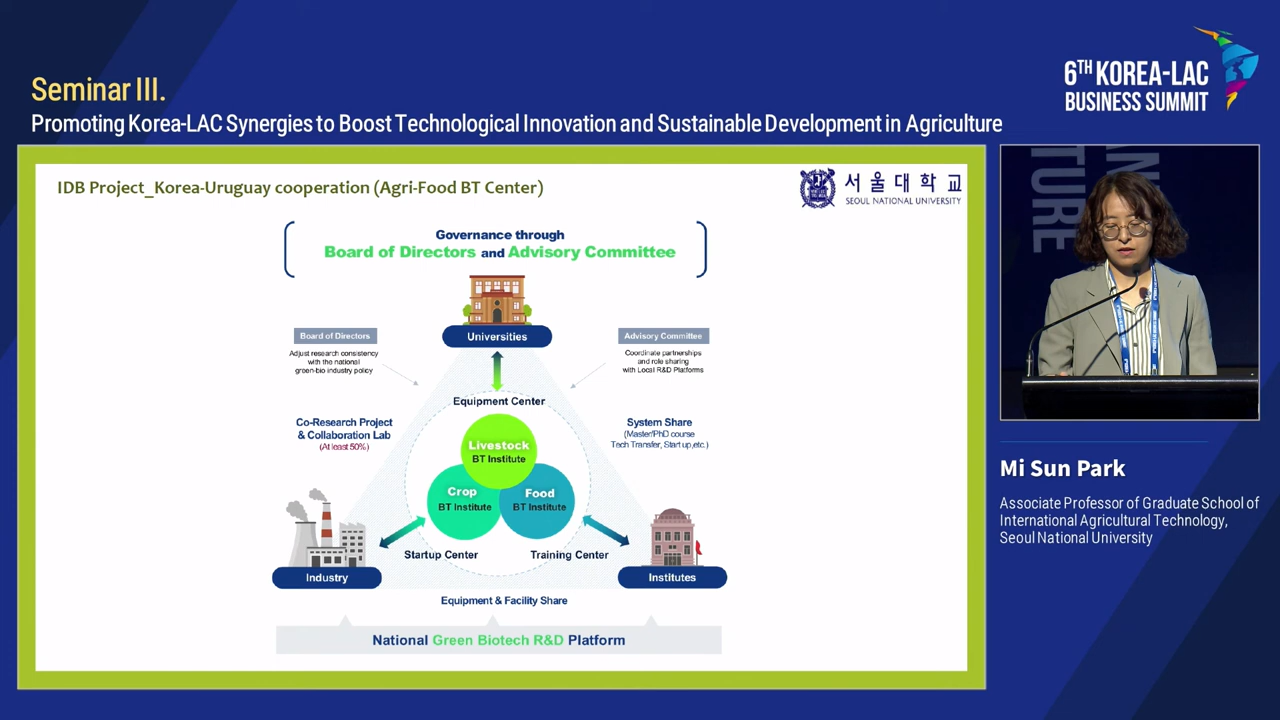 Seminar III.
Promoting Korea-LAC Synergies to Boost Technological Innovation and Sustainable Development in Agriculture
6TH KOREA-LAC
BUSINESS SUMMIT
IDB Project_Korea-Uruguay cooperation (Agri-Food BT Center)
서울대학교
SEOUL NATIONAL UNIVERSITY
Governance through
Board of Directors and Advisory Committee
Universities
Board of Directors
Adjust research consistency
with the national
green-bio industry policy
Advisory Committee
Coordinate partnerships
and role sharing
with Local R&D Platforms
Equipment Center
Co-Research Project
& Collaboration Lab
(At least 50%)
System Share
(Master/PhD course
Tech Transfer, Start up,etc.)
Livestock
BT Institute
Crop
BT Institute
Food
BT Institute
Startup Center
Training Center
Industry
Institutes
Equipment & Facility Share
National Green Biotech R&D Platform
TURE
Mi Sun Park
Associate Professor of Graduate School of
International Agricultural Technology,
Seoul National University